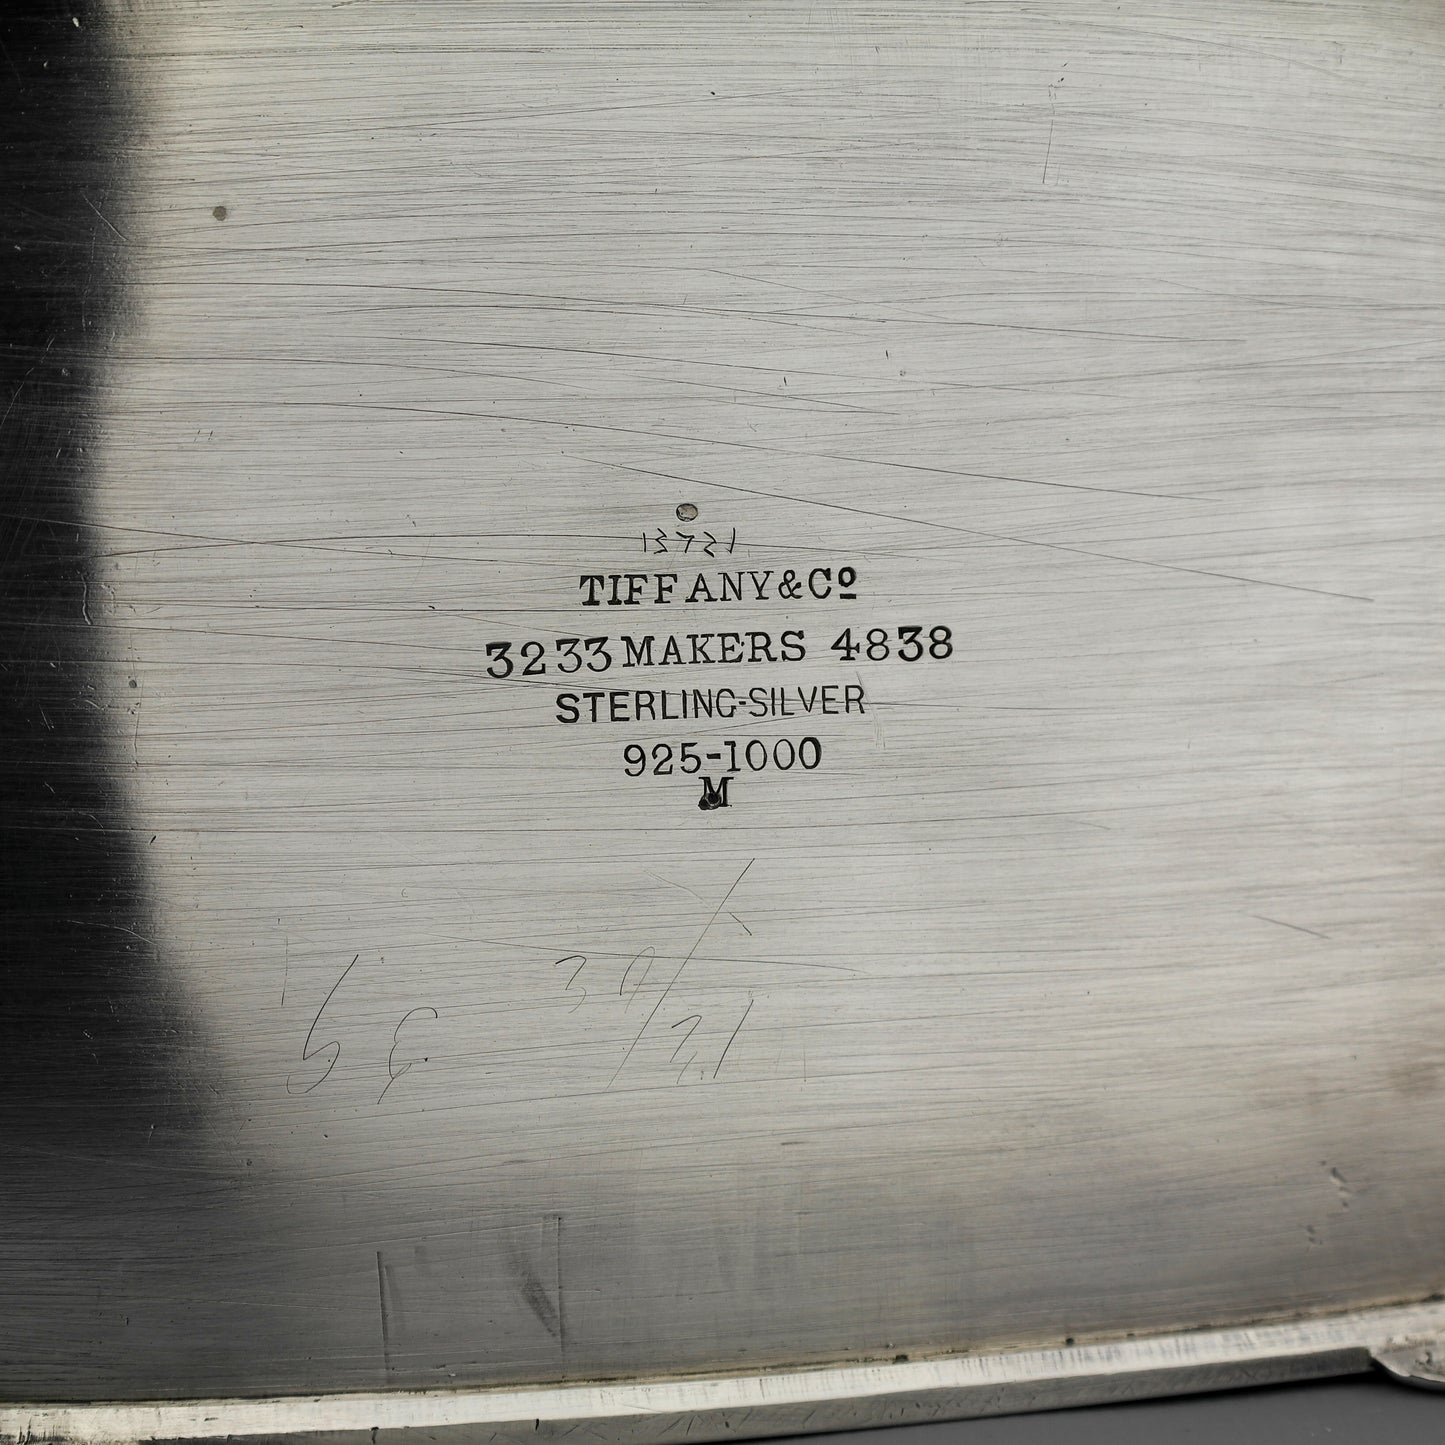 13721
TIFFANY&Cº
3233 MAKERS 4838
STERLING-SILVER
925-1000
M